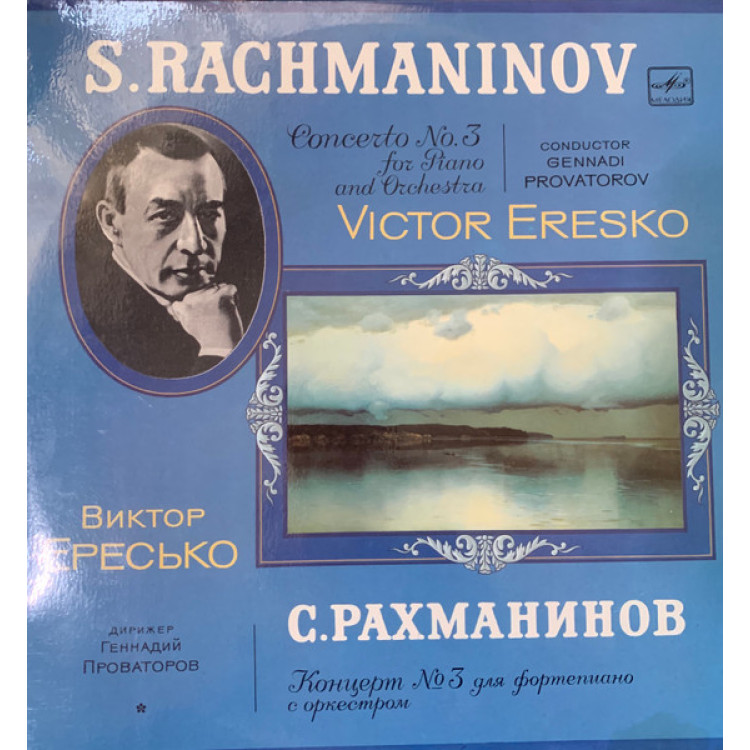 S.RACHMANINOV
МЕЛОДИЯ
Concerto No.3
for Piano
and Orchestra
CONDUCTOR
GENNADI
PROVATOROV
VICTOR ERESKO
ВИКТОР
ЕРЕСЬКО
ДИРИЖЕР
ГЕННАДИЙ
ПРОВАТОРОВ
*
С.РАХМАНИНОВ
Концерт №3 для фортепиано
с оркестром